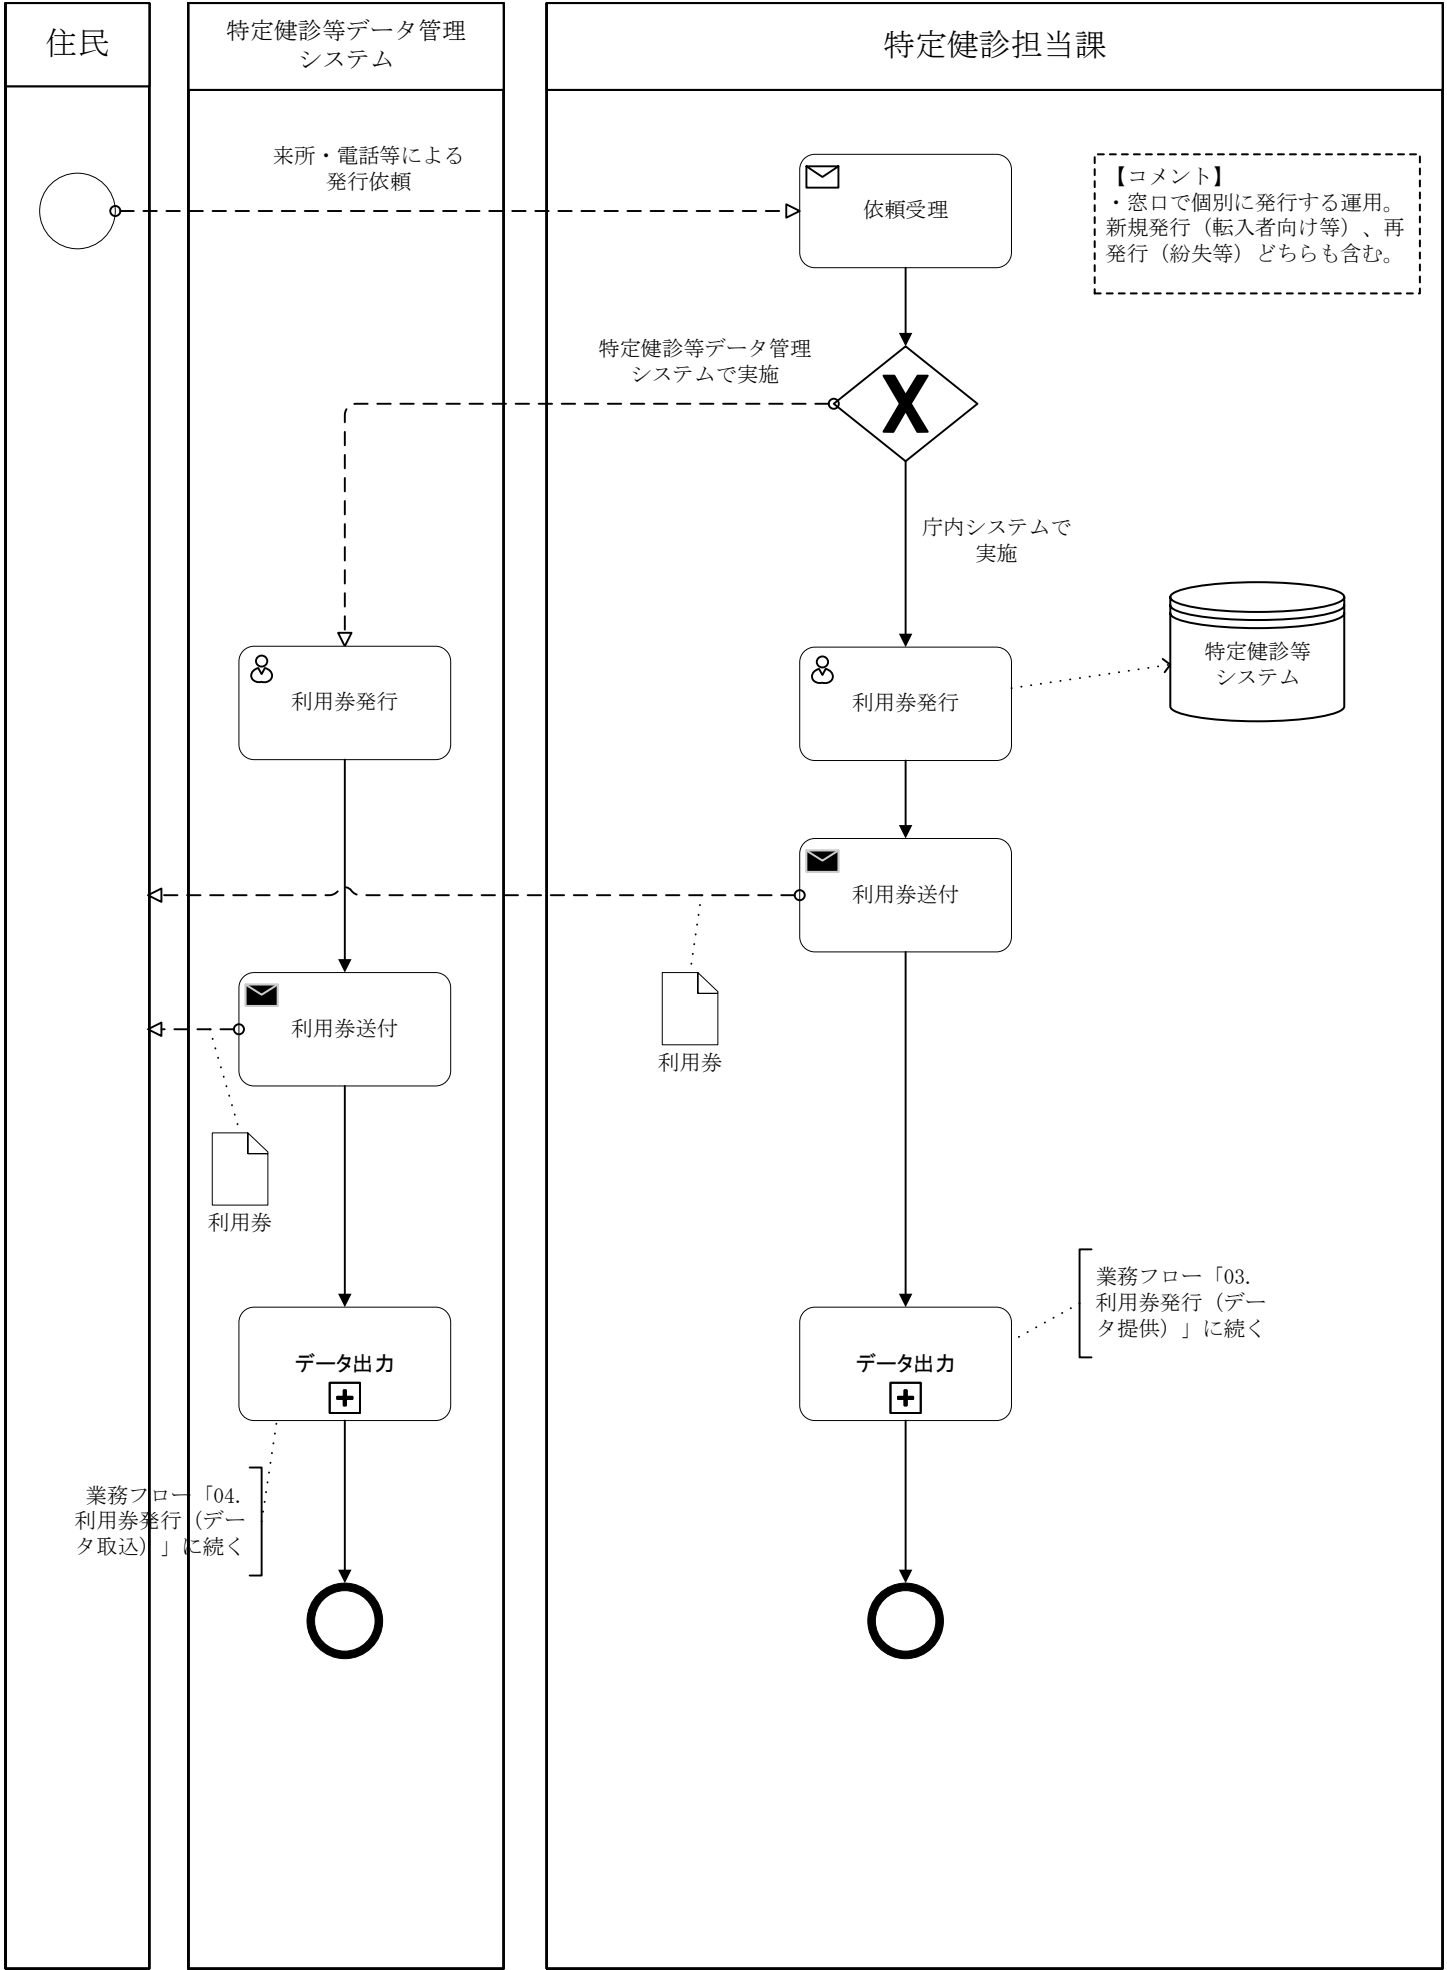 住民
特定健診等データ管理
システム
特定健診担当課
来所・電話等による
発行依頼
依頼受理
【コメント】
・窓口で個別に発行する運用。
新規発行（転入者向け等）、再
発行（紛失等）どちらも含む。
特定健診等データ管理
システムで実施
庁内システムで
実施
利用券発行
利用券発行
特定健診等
システム
利用券送付
利用券送付
利用券
利用券
業務フロー「03.
利用券発行（デー
タ提供）」に続く
データ出力
データ出力
業務フロー「04.
利用券発行（デー
タ取込）」に続く